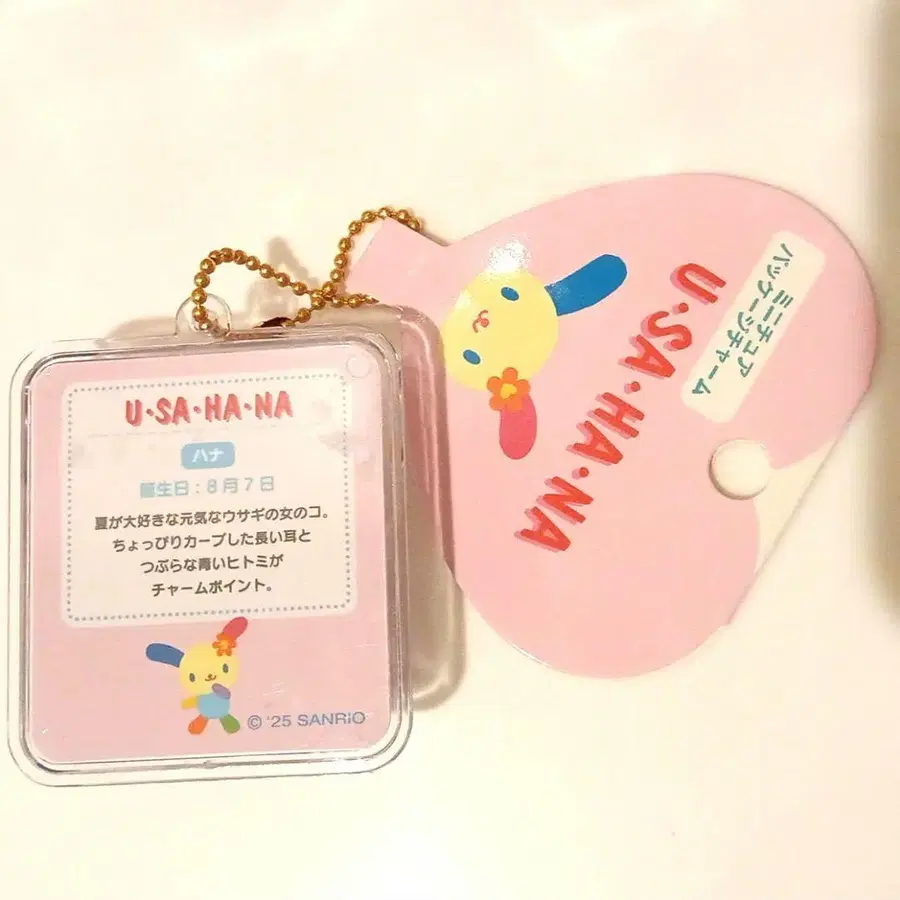 U•SA•HA•NA
ハナ
誕生日:8月7日
夏が大好きな元気なウサギの女のコ。
ちょっぴりカーブした長い耳と
つぶらな青いヒトミが
チャームポイント。
© '25 SANRIO
ミニチュア
パッケージチャーム
U•SA•HA•NA